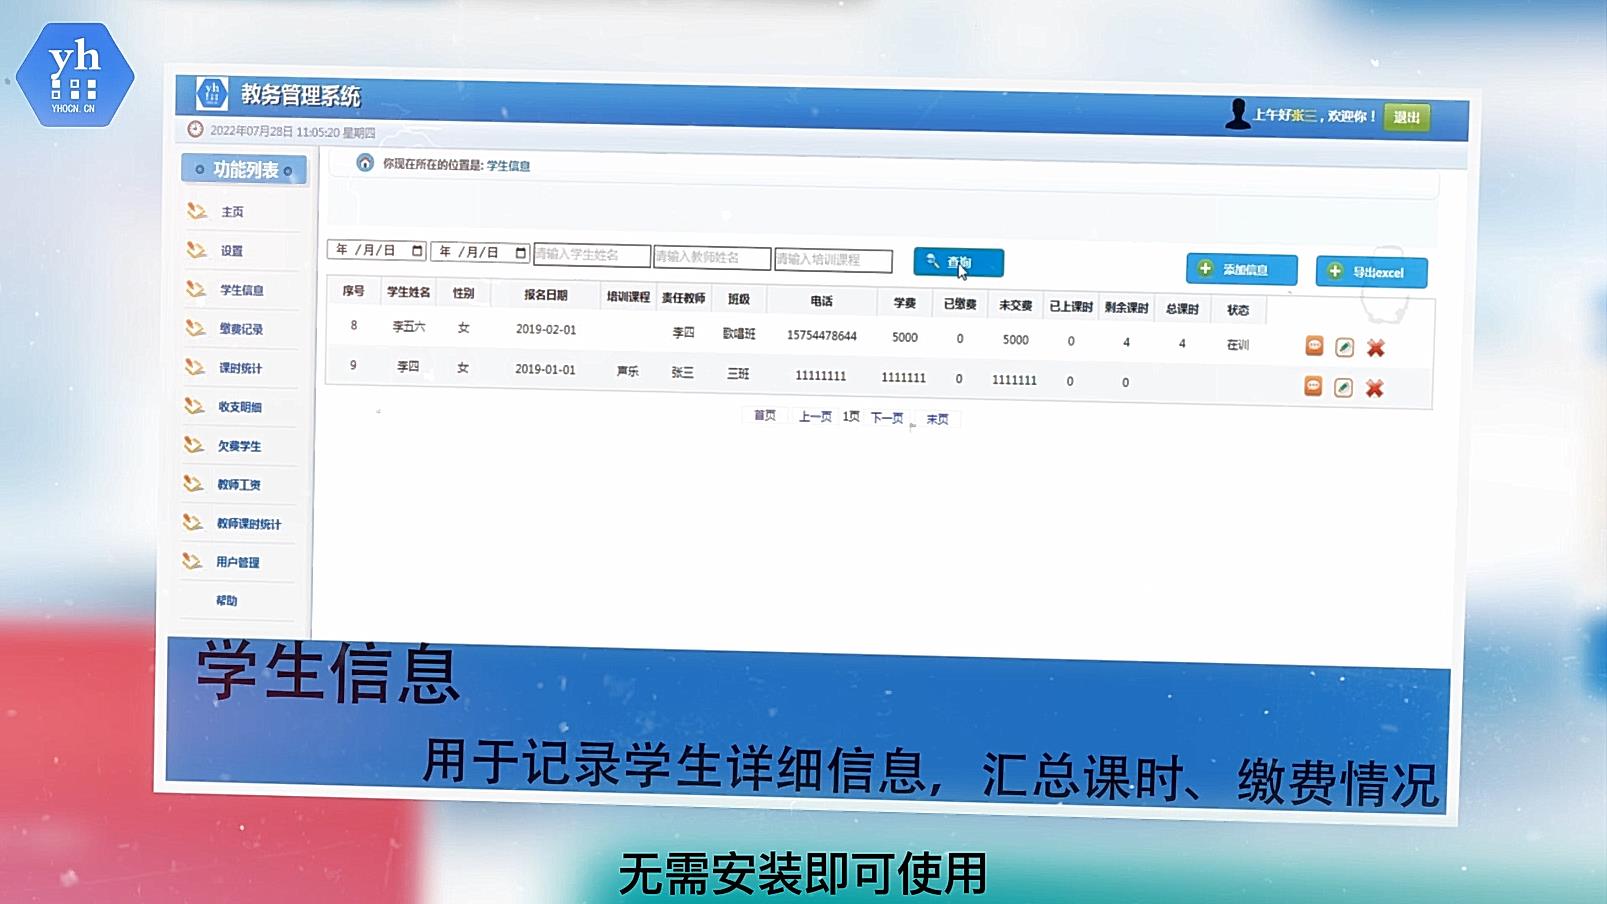 yh
YHOCN. CN
yh
教务管理系统
上午好张三，欢迎你！ 退出
2022年07月28日 11:05:20 星期四
功能列表
你现在所在的位置是: 学生信息
主页
设置
学生信息
缴费记录
课时统计
收支明细
欠费学生
教师工资
教师课时统计
用户管理
帮助
年 /月/日 年 /月/日 请输入学生姓名 请输入教师姓名 请输入培训课程 查询 添加信息 导出excel
序号 学生姓名 性别 报名日期 培训课程 责任教师 班级 电话 学费 已缴费 未交费 已上课时 剩余课时 总课时 状态
8 李五六 女 2019-02-01 李四 歌唱班 15754478644 5000 0 5000 0 4 4 在训
9 李四 女 2019-01-01 声乐 张三 三班 11111111 1111111 0 1111111 0 0
首页 上一页 1页 下一页 末页
学生信息
用于记录学生详细信息，汇总课时、缴费情况
无需安装即可使用